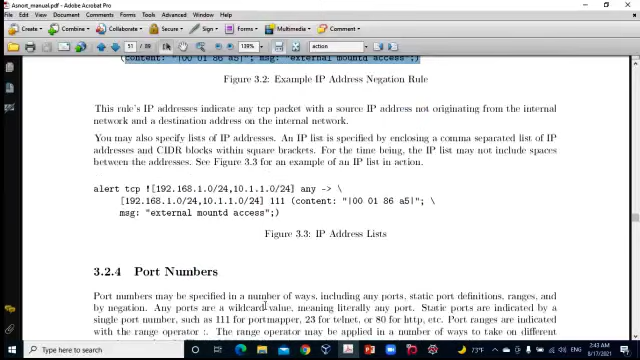 Asnort_manual.pdf - Adobe Acrobat Pro
File Edit View Window Help
Create Combine Collaborate Secure Sign Forms Multimedia Comment
51 / 89 139% action
(content: "|00 01 86 a5|"; msg: "external mountd access";)
Figure 3.2: Example IP Address Negation Rule
This rule's IP addresses indicate any tcp packet with a source IP address not originating from the internal
network and a destination address on the internal network.
You may also specify lists of IP addresses. An IP list is specified by enclosing a comma separated list of IP
addresses and CIDR blocks within square brackets. For the time being, the IP list may not include spaces
between the addresses. See Figure 3.3 for an example of an IP list in action.
alert tcp ![192.168.1.0/24,10.1.1.0/24] any -> \
[192.168.1.0/24,10.1.1.0/24] 111 (content: "|00 01 86 a5|"; \
msg: "external mountd access";)
Figure 3.3: IP Address Lists
3.2.4 Port Numbers
Port numbers may be specified in a number of ways, including any ports, static port definitions, ranges, and
by negation. Any ports are a wildcard value, meaning literally any port. Static ports are indicated by a
single port number, such as 111 for portmapper, 23 for telnet, or 80 for http, etc. Port ranges are indicated
with the range operator :. The range operator may be applied in a number of ways to take on different
73°F
2:43 AM
8/17/2021